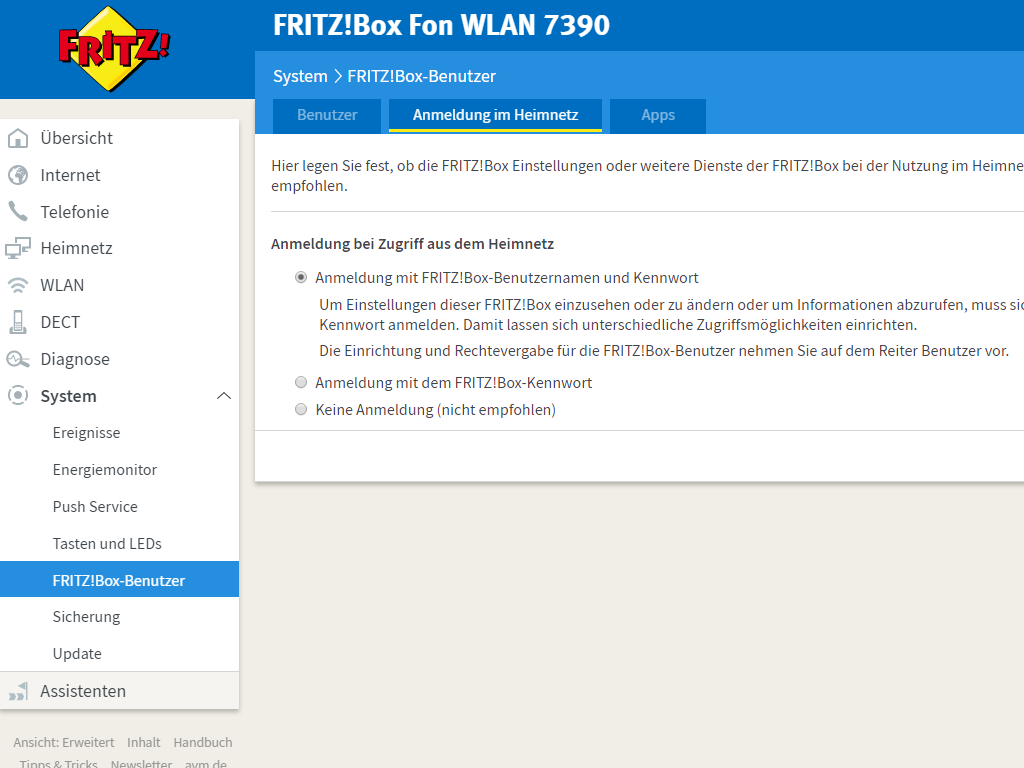 FRITZ!
FRITZ!Box Fon WLAN 7390
System > FRITZ!Box-Benutzer
Benutzer
Anmeldung im Heimnetz
Apps
Übersicht
Internet
Telefonie
Heimnetz
WLAN
DECT
Diagnose
System
Ereignisse
Energiemonitor
Push Service
Tasten und LEDs
FRITZ!Box-Benutzer
Sicherung
Update
Assistenten
Ansicht: Erweitert Inhalt Handbuch
Tipps & Tricks Newsletter avm.de
Hier legen Sie fest, ob die FRITZ!Box Einstellungen oder weitere Dienste der FRITZ!Box bei der Nutzung im Heimne
empfohlen.
Anmeldung bei Zugriff aus dem Heimnetz
Anmeldung mit FRITZ!Box-Benutzernamen und Kennwort
Um Einstellungen dieser FRITZ!Box einzusehen oder zu ändern oder um Informationen abzurufen, muss sic
Kennwort anmelden. Damit lassen sich unterschiedliche Zugriffsmöglichkeiten einrichten.
Die Einrichtung und Rechtevergabe für die FRITZ!Box-Benutzer nehmen Sie auf dem Reiter Benutzer vor.
Anmeldung mit dem FRITZ!Box-Kennwort
Keine Anmeldung (nicht empfohlen)